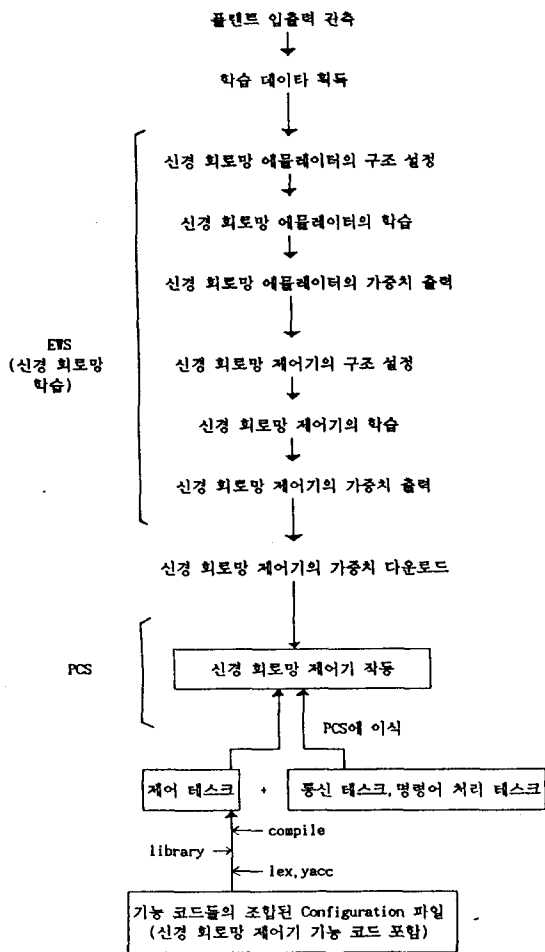 플랜트 입출력 관측
학습 데이타 획득
신경 회로망 에뮬레이터의 구조 설정
신경 회로망 에뮬레이터의 학습
신경 회로망 에뮬레이터의 가중치 출력
EWS
(신경 회로망
학습)
신경 회로망 제어기의 구조 설정
신경 회로망 제어기의 학습
신경 회로망 제어기의 가중치 출력
신경 회로망 제어기의 가중치 다운로드
PCS
신경 회로망 제어기 작동
PCS에 이식
제어 테스크 + 통신 테스크,명령어 처리 테스크
compile
library
lex,yacc
기능 코드들의 조합된 Configuration 파일
(신경 회로망 제어기 기능 코드 포함)